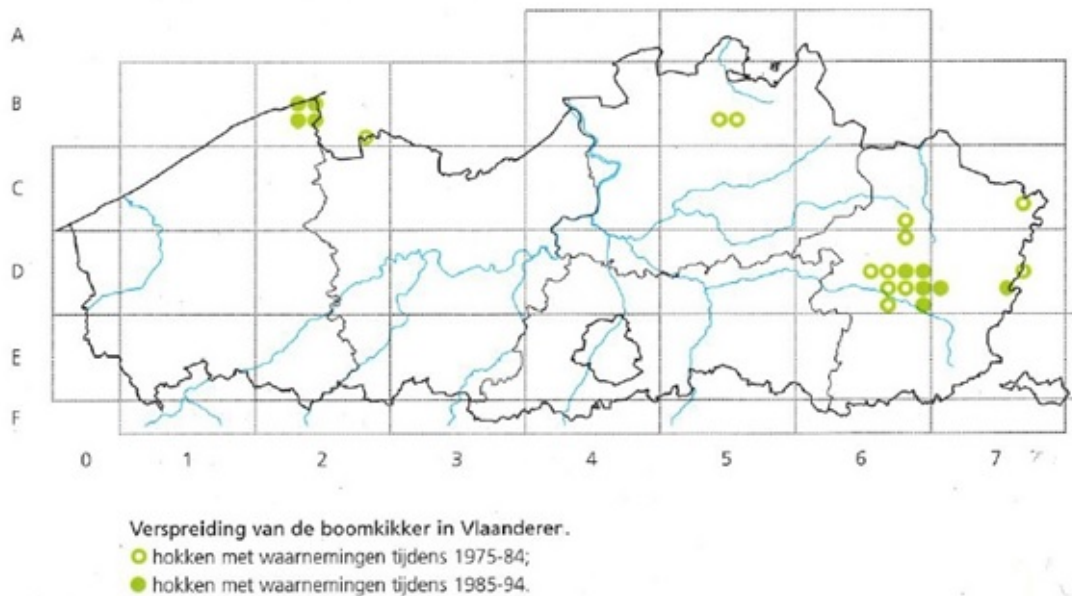 A
B
C
D
E
F
0 1 2 3 4 5 6 7
Verspreiding van de boomkikker in Vlaanderer.
hokken met waarnemingen tijdens 1975-84;
hokken met waarnemingen tijdens 1985-94.